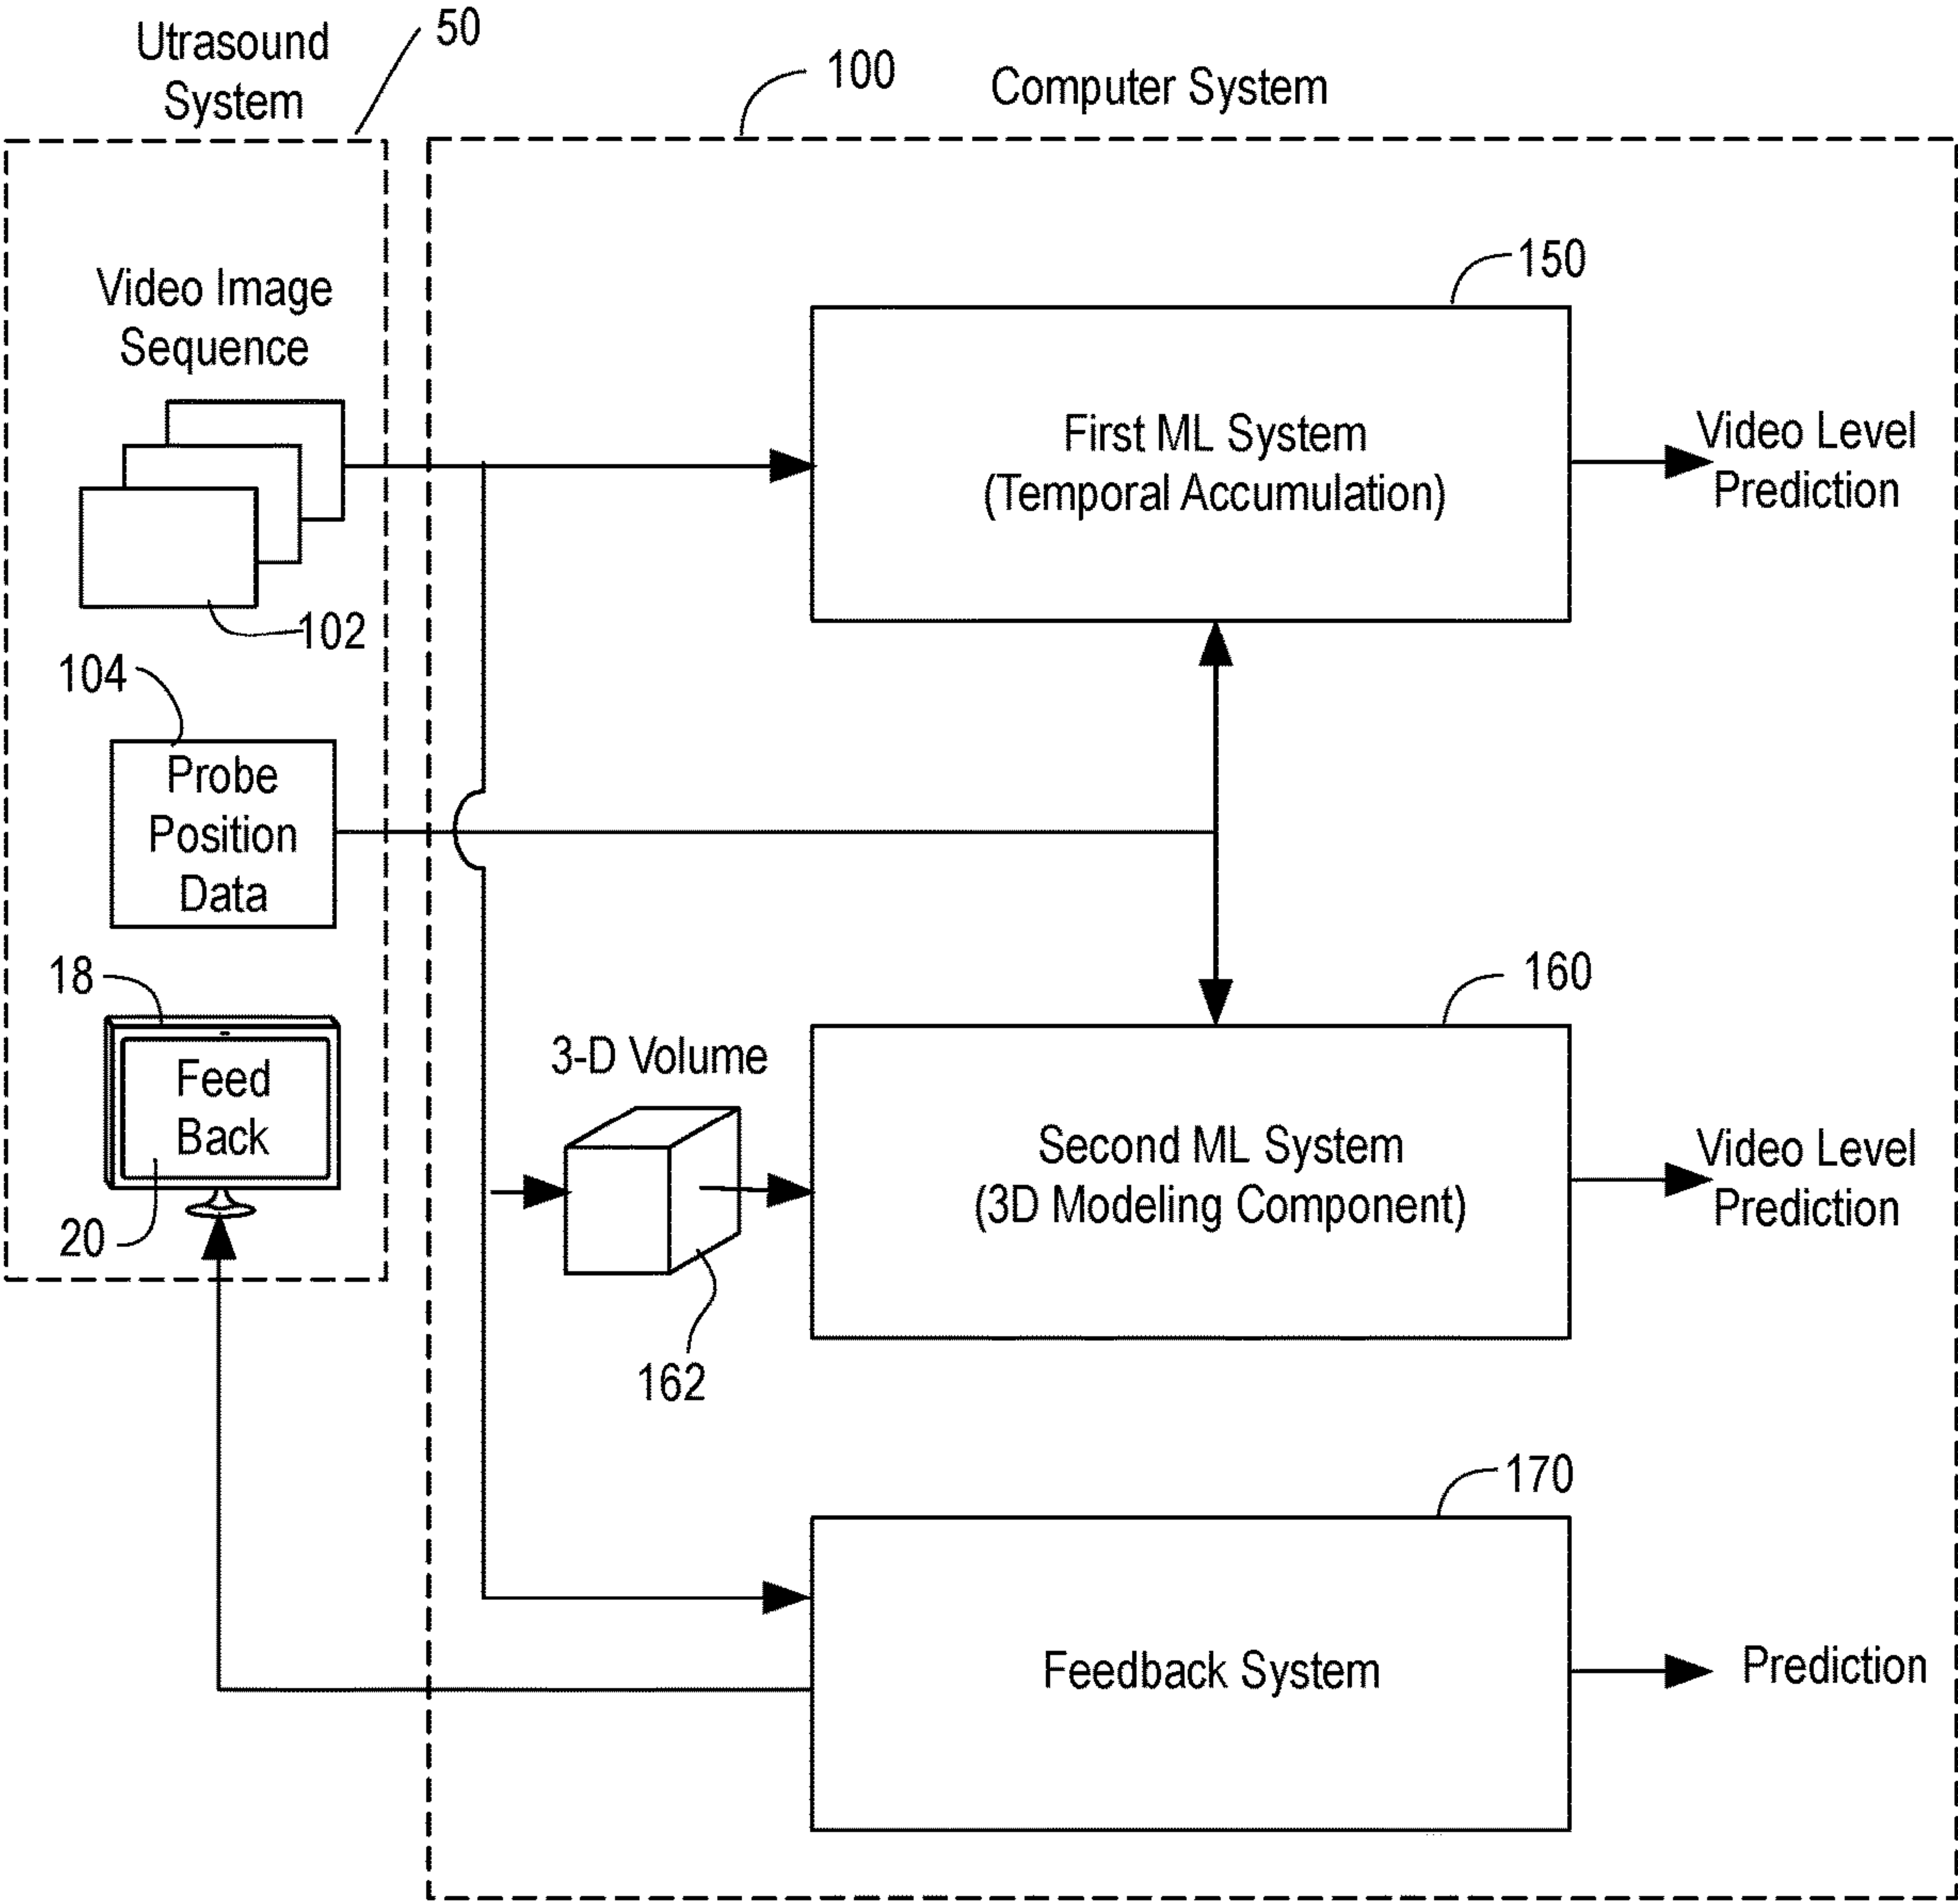 Utrasound
System
50
100
Computer System
Video Image
Sequence
102
104
Probe
Position
Data
18
Feed
Back
20
150
First ML System
(Temporal Accumulation)
Video Level
Prediction
160
3-D Volume
162
Second ML System
(3D Modeling Component)
Video Level
Prediction
170
Feedback System
Prediction